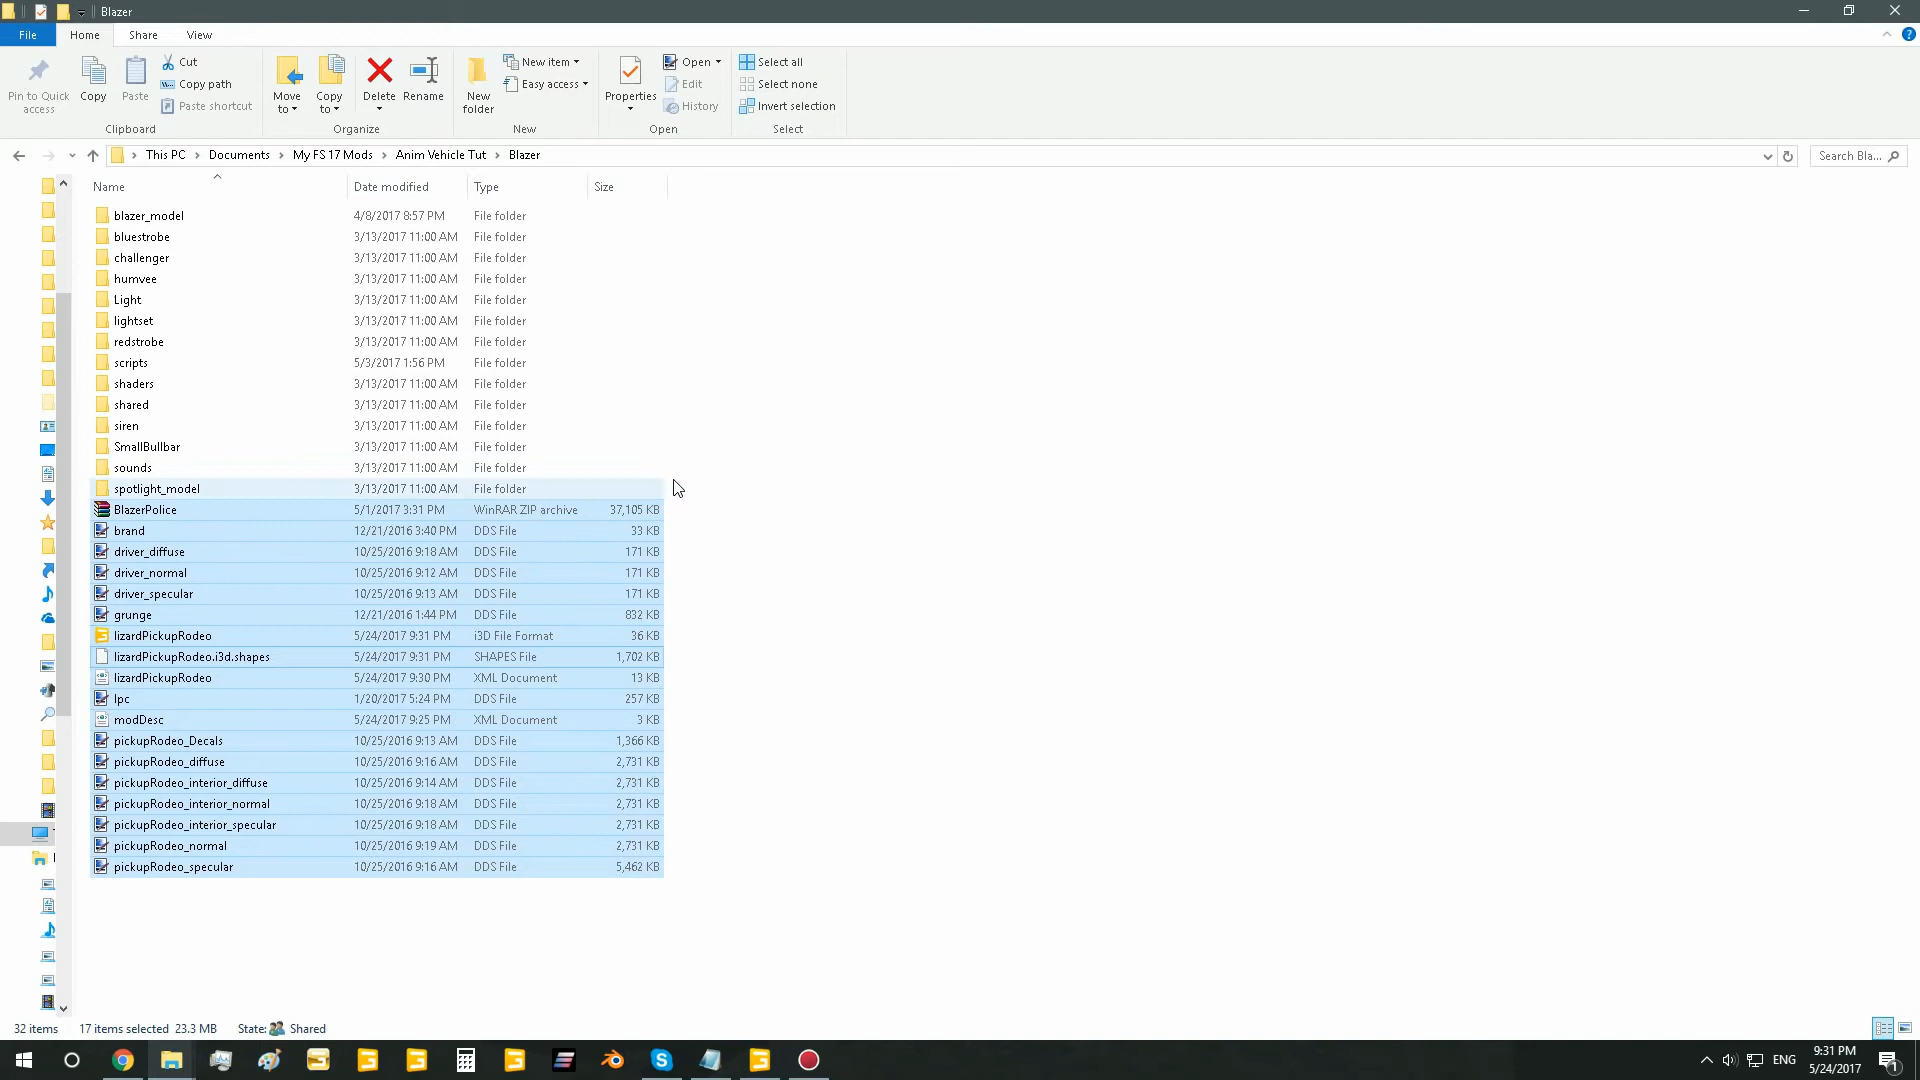 Blazer
File Home Share View
Pin to Quick access
Copy
Paste
Cut
Copy path
Paste shortcut
Clipboard
Move to
Copy to
Delete
Rename
Organize
New folder
New item
Easy access
New
Properties
Open
Edit
History
Open
Select all
Select none
Invert selection
Select
This PC Documents My FS 17 Mods Anim Vehicle Tut Blazer
Search Bla...
Name Date modified Type Size
blazer_model 4/8/2017 8:57 PM File folder
bluestrobe 3/13/2017 11:00 AM File folder
challenger 3/13/2017 11:00 AM File folder
humvee 3/13/2017 11:00 AM File folder
Light 3/13/2017 11:00 AM File folder
lightset 3/13/2017 11:00 AM File folder
redstrobe 3/13/2017 11:00 AM File folder
scripts 5/3/2017 1:56 PM File folder
shaders 3/13/2017 11:00 AM File folder
shared 3/13/2017 11:00 AM File folder
siren 3/13/2017 11:00 AM File folder
SmallBullbar 3/13/2017 11:00 AM File folder
sounds 3/13/2017 11:00 AM File folder
spotlight_model 3/13/2017 11:00 AM File folder
BlazerPolice 5/1/2017 3:31 PM WinRAR ZIP archive 37,105 KB
brand 12/21/2016 3:40 PM DDS File 33 KB
driver_diffuse 10/25/2016 9:18 AM DDS File 171 KB
driver_normal 10/25/2016 9:12 AM DDS File 171 KB
driver_specular 10/25/2016 9:13 AM DDS File 171 KB
grunge 12/21/2016 1:44 PM DDS File 832 KB
lizardPickupRodeo 5/24/2017 9:31 PM i3D File Format 36 KB
lizardPickupRodeo.i3d.shapes 5/24/2017 9:31 PM SHAPES File 1,702 KB
lizardPickupRodeo 5/24/2017 9:30 PM XML Document 13 KB
lpc 1/20/2017 5:24 PM DDS File 257 KB
modDesc 5/24/2017 9:25 PM XML Document 3 KB
pickupRodeo_Decals 10/25/2016 9:13 AM DDS File 1,366 KB
pickupRodeo_diffuse 10/25/2016 9:16 AM DDS File 2,731 KB
pickupRodeo_interior_diffuse 10/25/2016 9:14 AM DDS File 2,731 KB
pickupRodeo_interior_normal 10/25/2016 9:18 AM DDS File 2,731 KB
pickupRodeo_interior_specular 10/25/2016 9:18 AM DDS File 2,731 KB
pickupRodeo_normal 10/25/2016 9:19 AM DDS File 2,731 KB
pickupRodeo_specular 10/25/2016 9:16 AM DDS File 5,462 KB
32 items 17 items selected 23.3 MB State: Shared
ENG
9:31 PM
5/24/2017
1